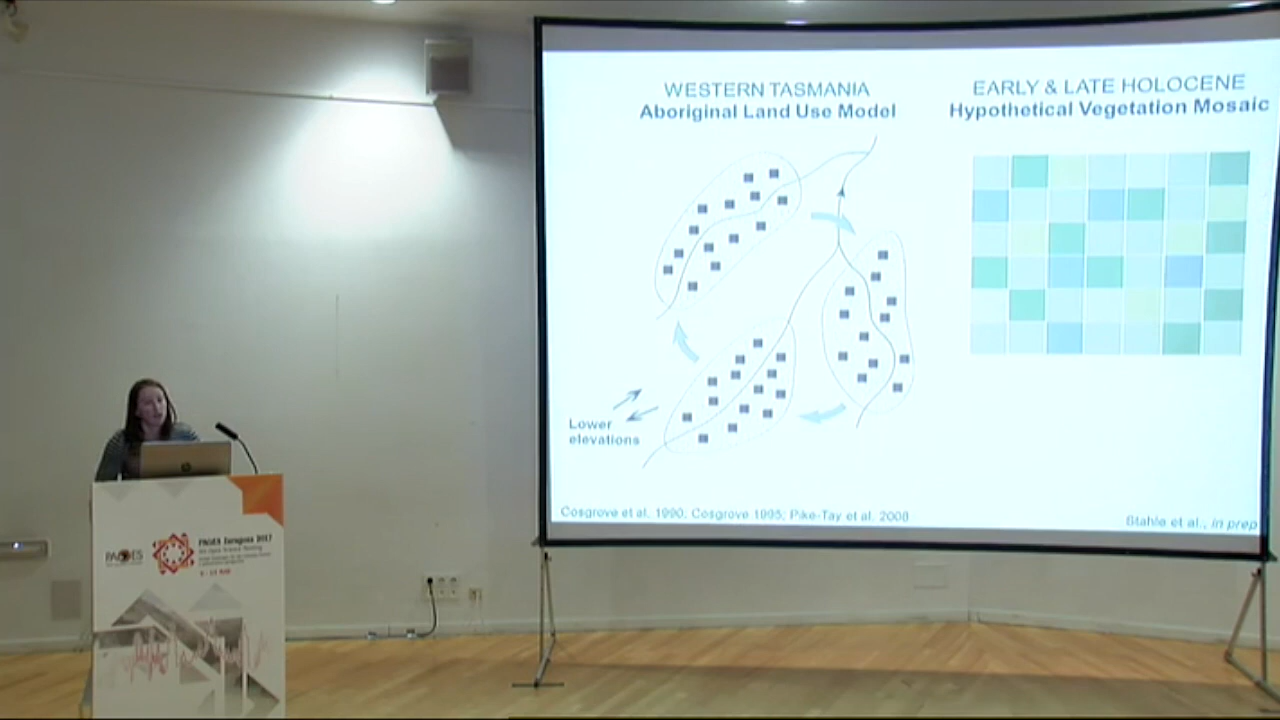 WESTERN TASMANIA
Aboriginal Land Use Model
EARLY & LATE HOLOCENE
Hypothetical Vegetation Mosaic
Lower
elevations
Cosgrove et al. 1990, Cosgrove 1995; Pike-Tay et al. 2008
Stahle et al., in prep
PAGES
PAGES Zaragoza 2017